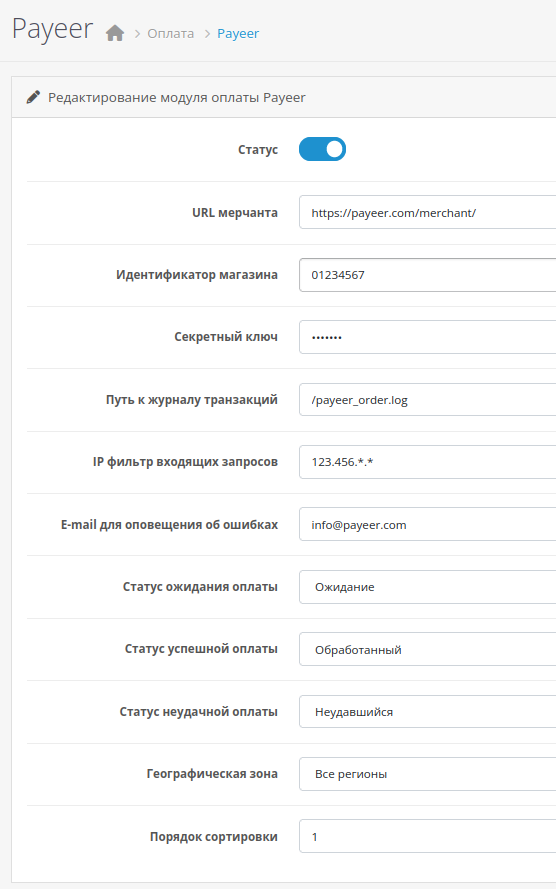 Payeer > Оплата > Payeer
Редактирование модуля оплаты Payeer
Статус
URL мерчанта https://payeer.com/merchant/
Идентификатор магазина 01234567
Секретный ключ •••••••
Путь к журналу транзакций /payeer_order.log
IP фильтр входящих запросов 123.456.*.*
E-mail для оповещения об ошибках info@payeer.com
Статус ожидания оплаты Ожидание
Статус успешной оплаты Обработанный
Статус неудачной оплаты Неудавшийся
Географическая зона Все регионы
Порядок сортировки 1